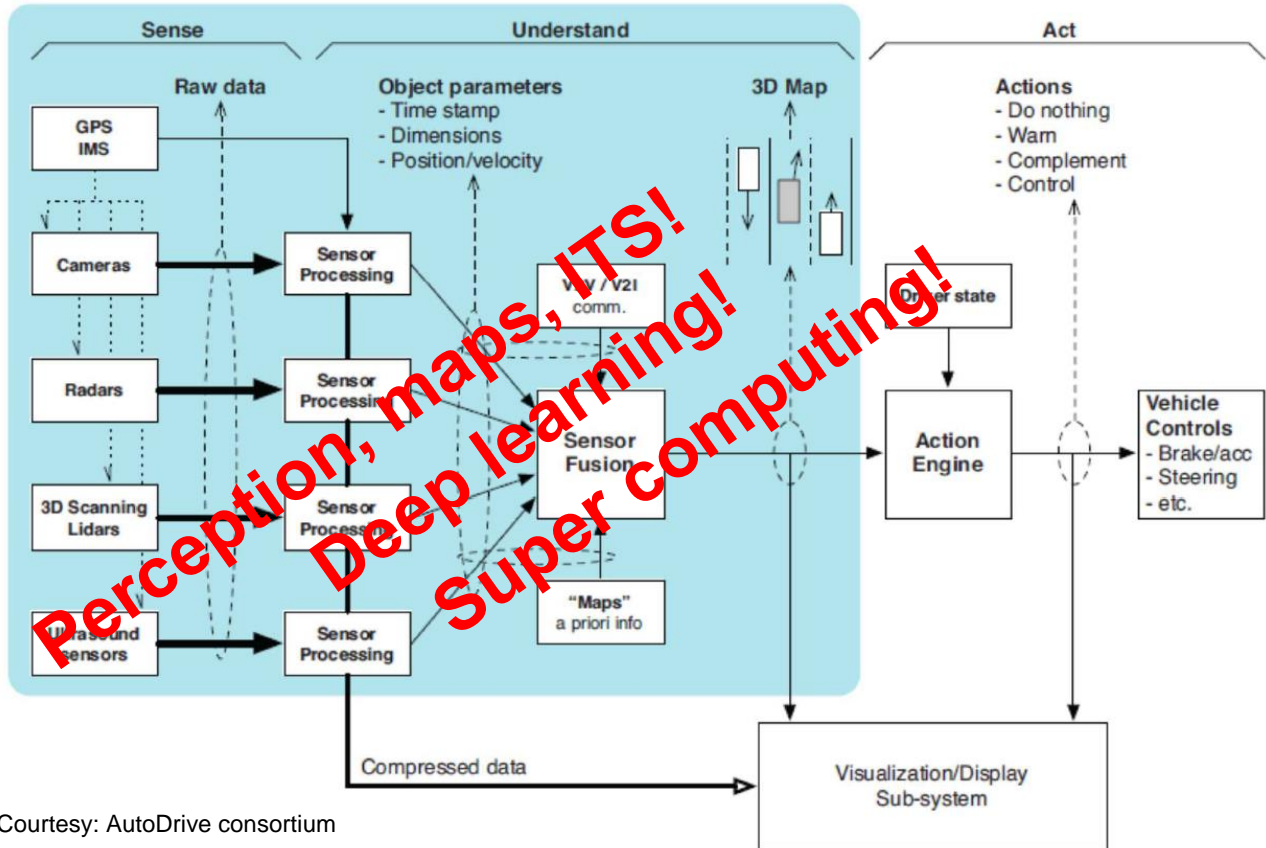 Sense
Understand
Act
Raw data
Object parameters
- Time stamp
- Dimensions
- Position/velocity
3D Map
Actions
- Do nothing
- Warn
- Complement
- Control
GPS
IMS
Cameras
Radars
3D Scanning
Lidars
Ultrasound
sensors
Sensor
Processing
Sensor
Processing
Sensor
Processing
Sensor
Processing
V2V / V2I
comm.
Sensor
Fusion
"Maps"
a priori info
Driver state
Action
Engine
Vehicle
Controls
- Brake/acc
- Steering
- etc.
Perception, maps, ITS!
Deep learning!
Super computing!
Compressed data
Visualization/Display
Sub-system
Courtesy: AutoDrive consortium